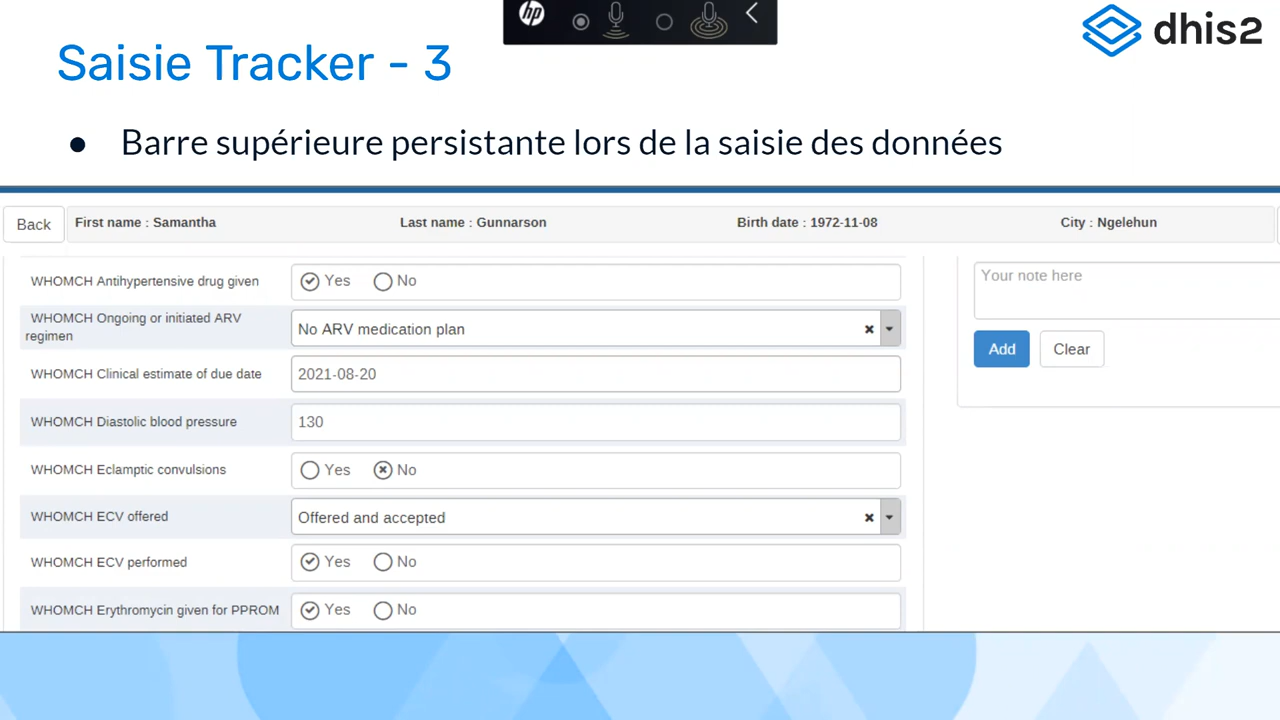 hp
dhis2
Saisie Tracker - 3
● Barre supérieure persistante lors de la saisie des données
Back
First name : Samantha
Last name : Gunnarson
Birth date : 1972-11-08
City : Ngelehun
WHOMCH Antihypertensive drug given
Yes No
WHOMCH Ongoing or initiated ARV
regimen
No ARV medication plan
WHOMCH Clinical estimate of due date
2021-08-20
WHOMCH Diastolic blood pressure
130
WHOMCH Eclamptic convulsions
Yes No
WHOMCH ECV offered
Offered and accepted
WHOMCH ECV performed
Yes No
WHOMCH Erythromycin given for PPROM
Yes No
Your note here
Add Clear